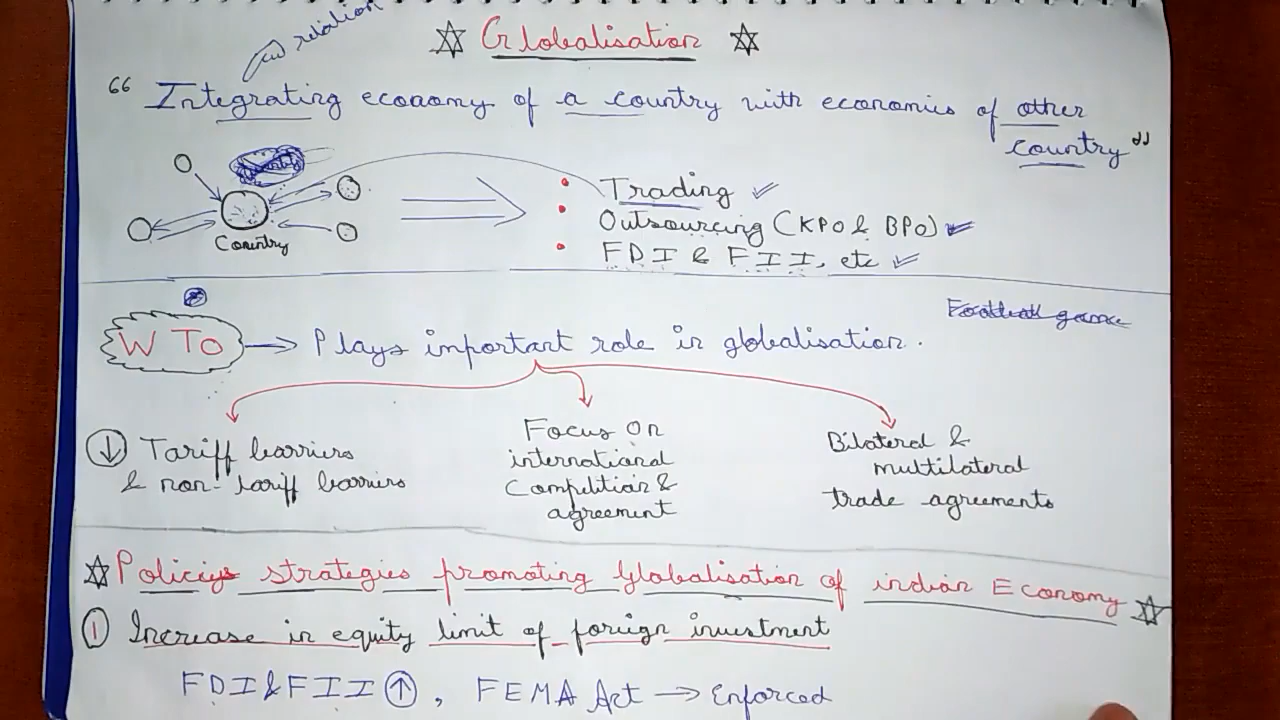 relation
Globalisation
" Integrating economy of a country with economics of other
country "
Country
Trading
Outsourcing (KPO & BPO)
FDI & FII, etc
Football game
WTO → Plays important role in globalisation.
↓ Tariff barriers
& non-tariff barriers
Focus on
international
Competition &
agreement
Bilateral &
multilateral
trade agreements
Policies strategies promoting Globalisation of indian Economy
1 Increase in equity limit of foreign investment
FDI & FII ↑, FEMA Act → Enforced